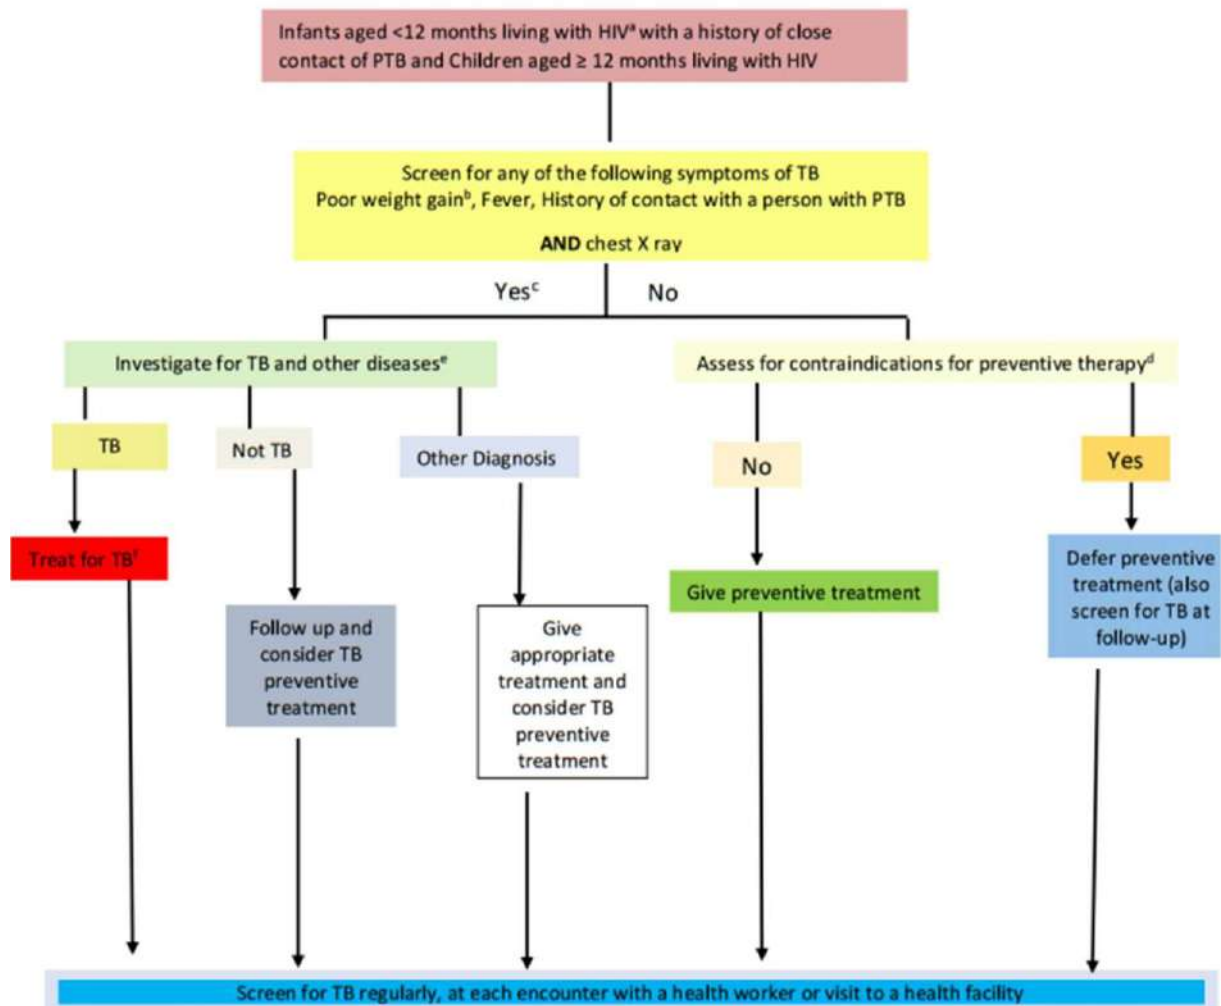 Infants aged <12 months living with HIVᵃ with a history of close
contact of PTB and Children aged ≥ 12 months living with HIV
Screen for any of the following symptoms of TB
Poor weight gainᵇ, Fever, History of contact with a person with PTB
AND chest X ray
Yesᶜ
No
Investigate for TB and other diseasesᵉ
Assess for contraindications for preventive therapyᵈ
TB
Not TB
Other Diagnosis
No
Yes
Treat for TBᶠ
Follow up and
consider TB
preventive
treatment
Give
appropriate
treatment and
consider TB
preventive
treatment
Give preventive treatment
Defer preventive
treatment (also
screen for TB at
follow-up)
Screen for TB regularly, at each encounter with a health worker or visit to a health facility